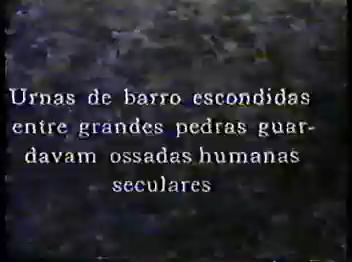 Urnas de barro escondidas
entre grandes pedras guar-
davam ossadas humanas
seculares